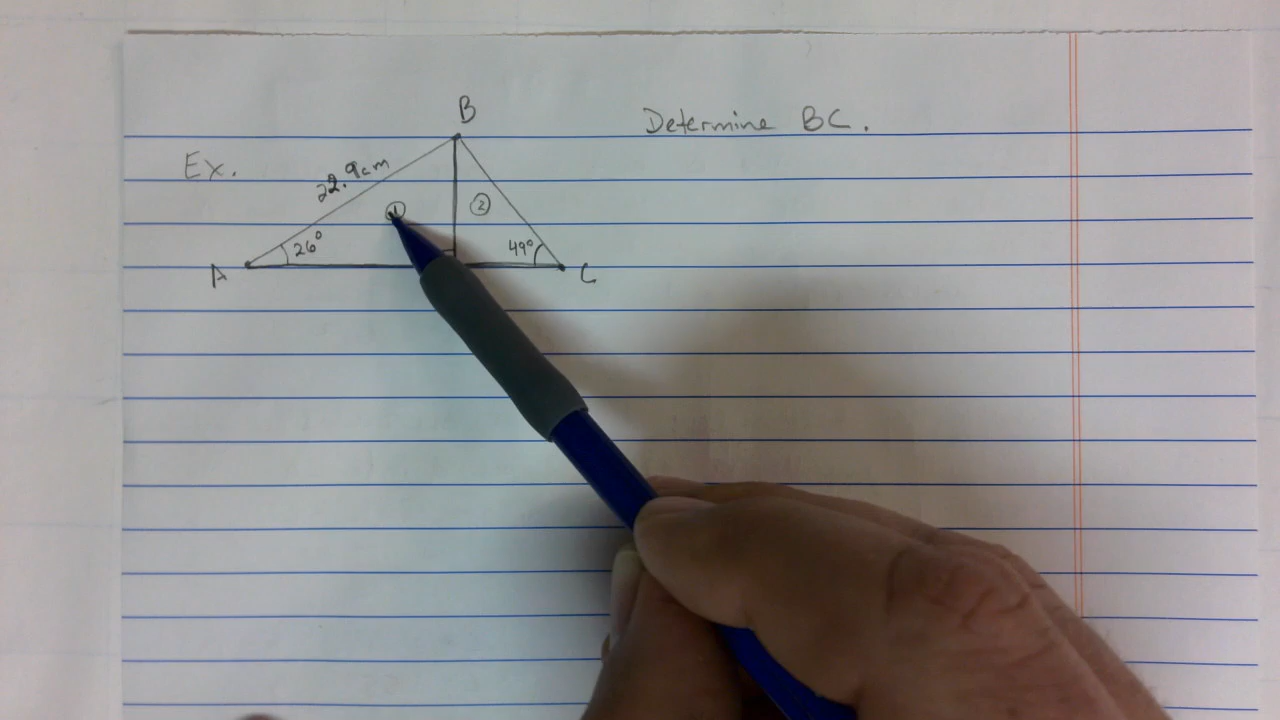 B
Determine BC.
Ex.
22.9cm
① ②
26° 49°
A C